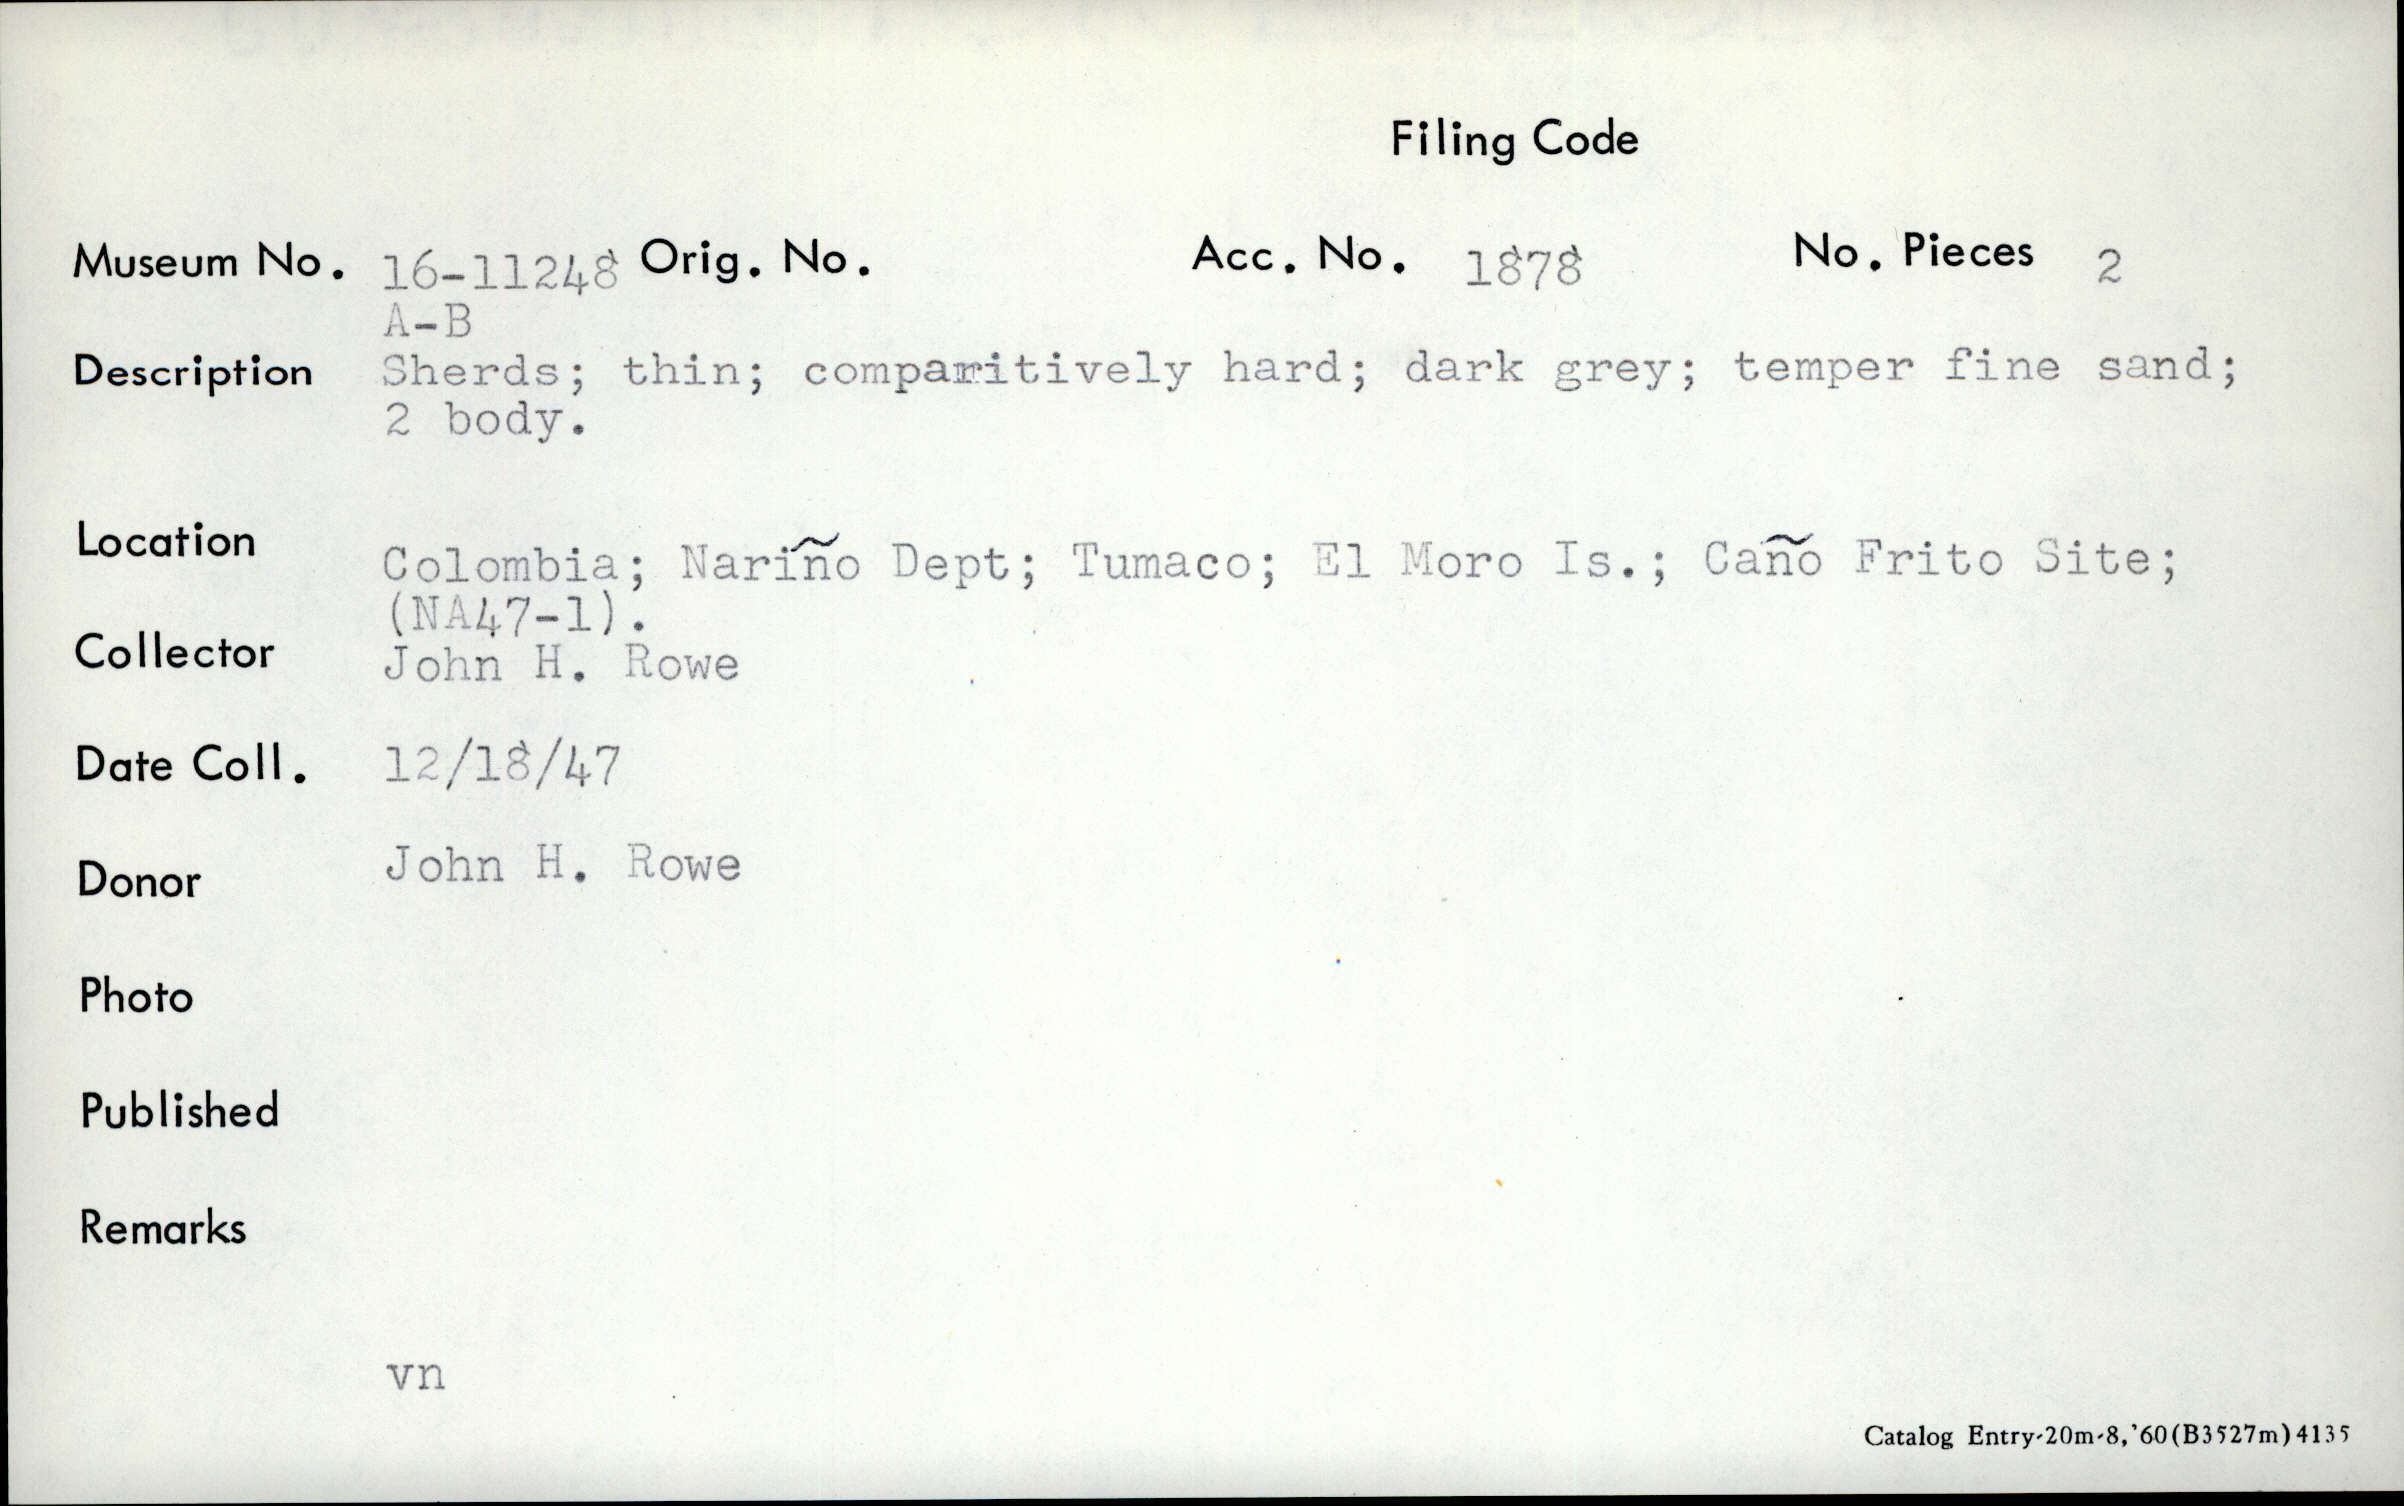 Filing Code
Museum No. 16-11248 Orig. No. Acc. No. 1878 No. Pieces 2
A-B
Description Sherds; thin; comparitively hard; dark grey; temper fine sand;
2 body.
Location Colombia; Nariño Dept; Tumaco; El Moro Is.; Caño Frito Site;
(NA47-1).
Collector John H. Rowe
Date Coll. 12/18/47
Donor John H. Rowe
Photo
Published
Remarks
vn
Catalog Entry-20m-8,'60(B3527m)4135